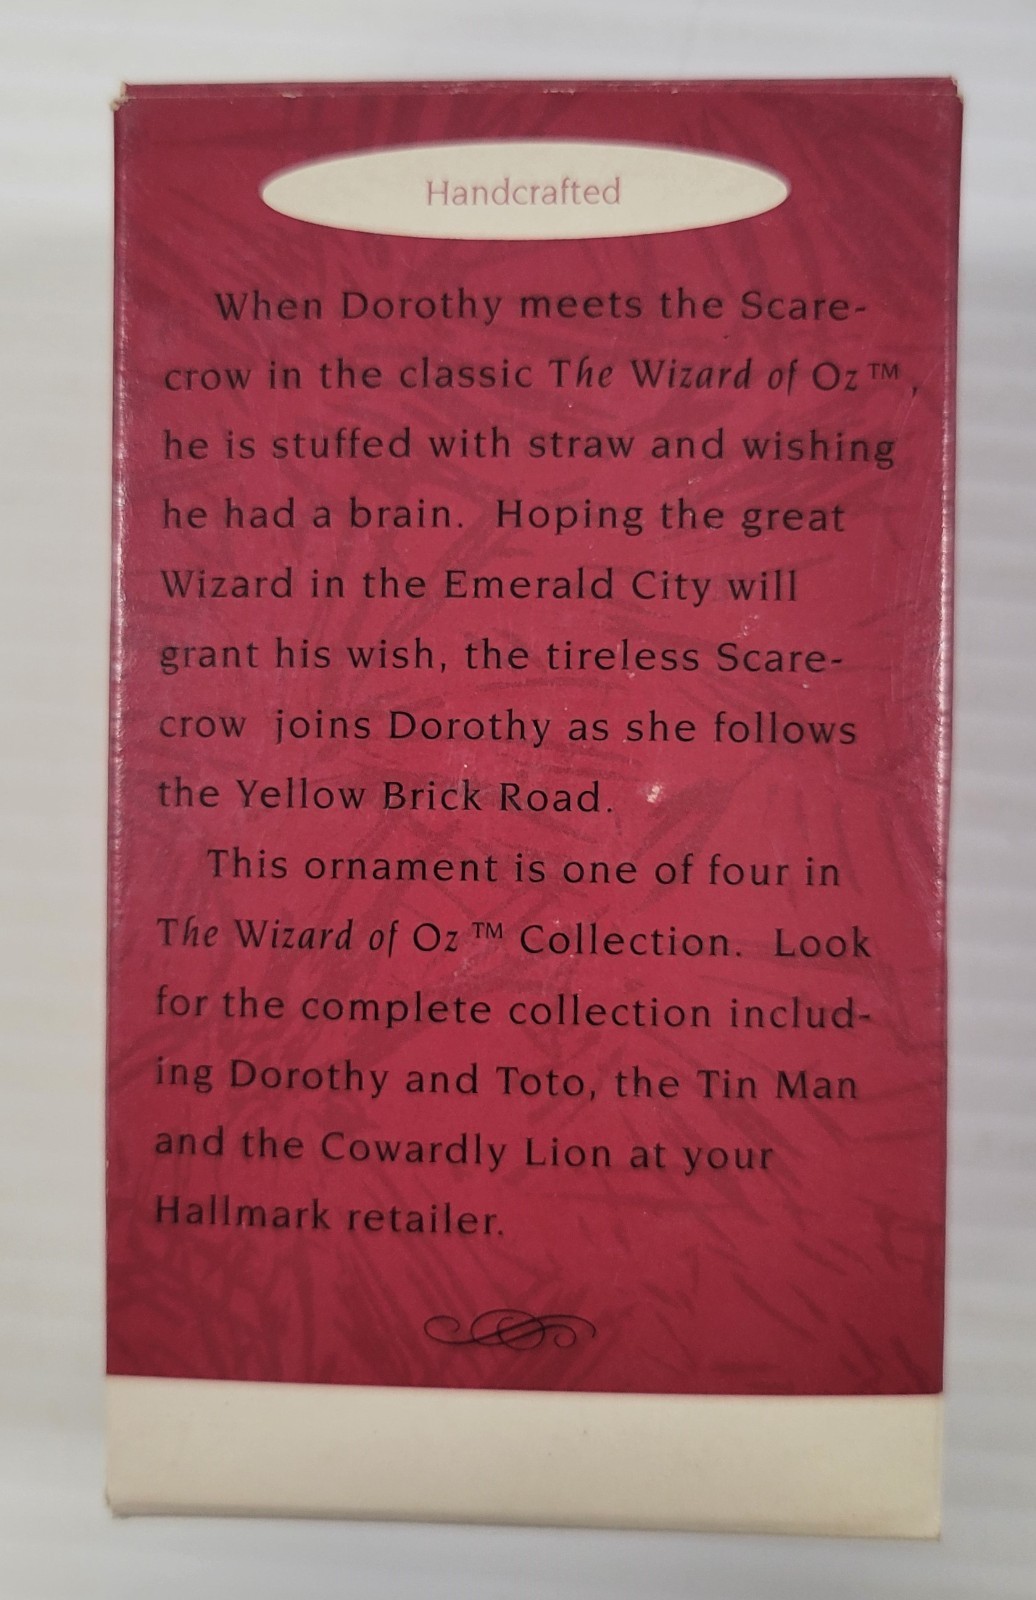 Handcrafted
When Dorothy meets the Scare-
crow in the classic The Wizard of Oz™,
he is stuffed with straw and wishing
he had a brain. Hoping the great
Wizard in the Emerald City will
grant his wish, the tireless Scare-
crow joins Dorothy as she follows
the Yellow Brick Road.
This ornament is one of four in
The Wizard of Oz™ Collection. Look
for the complete collection includ-
ing Dorothy and Toto, the Tin Man
and the Cowardly Lion at your
Hallmark retailer.